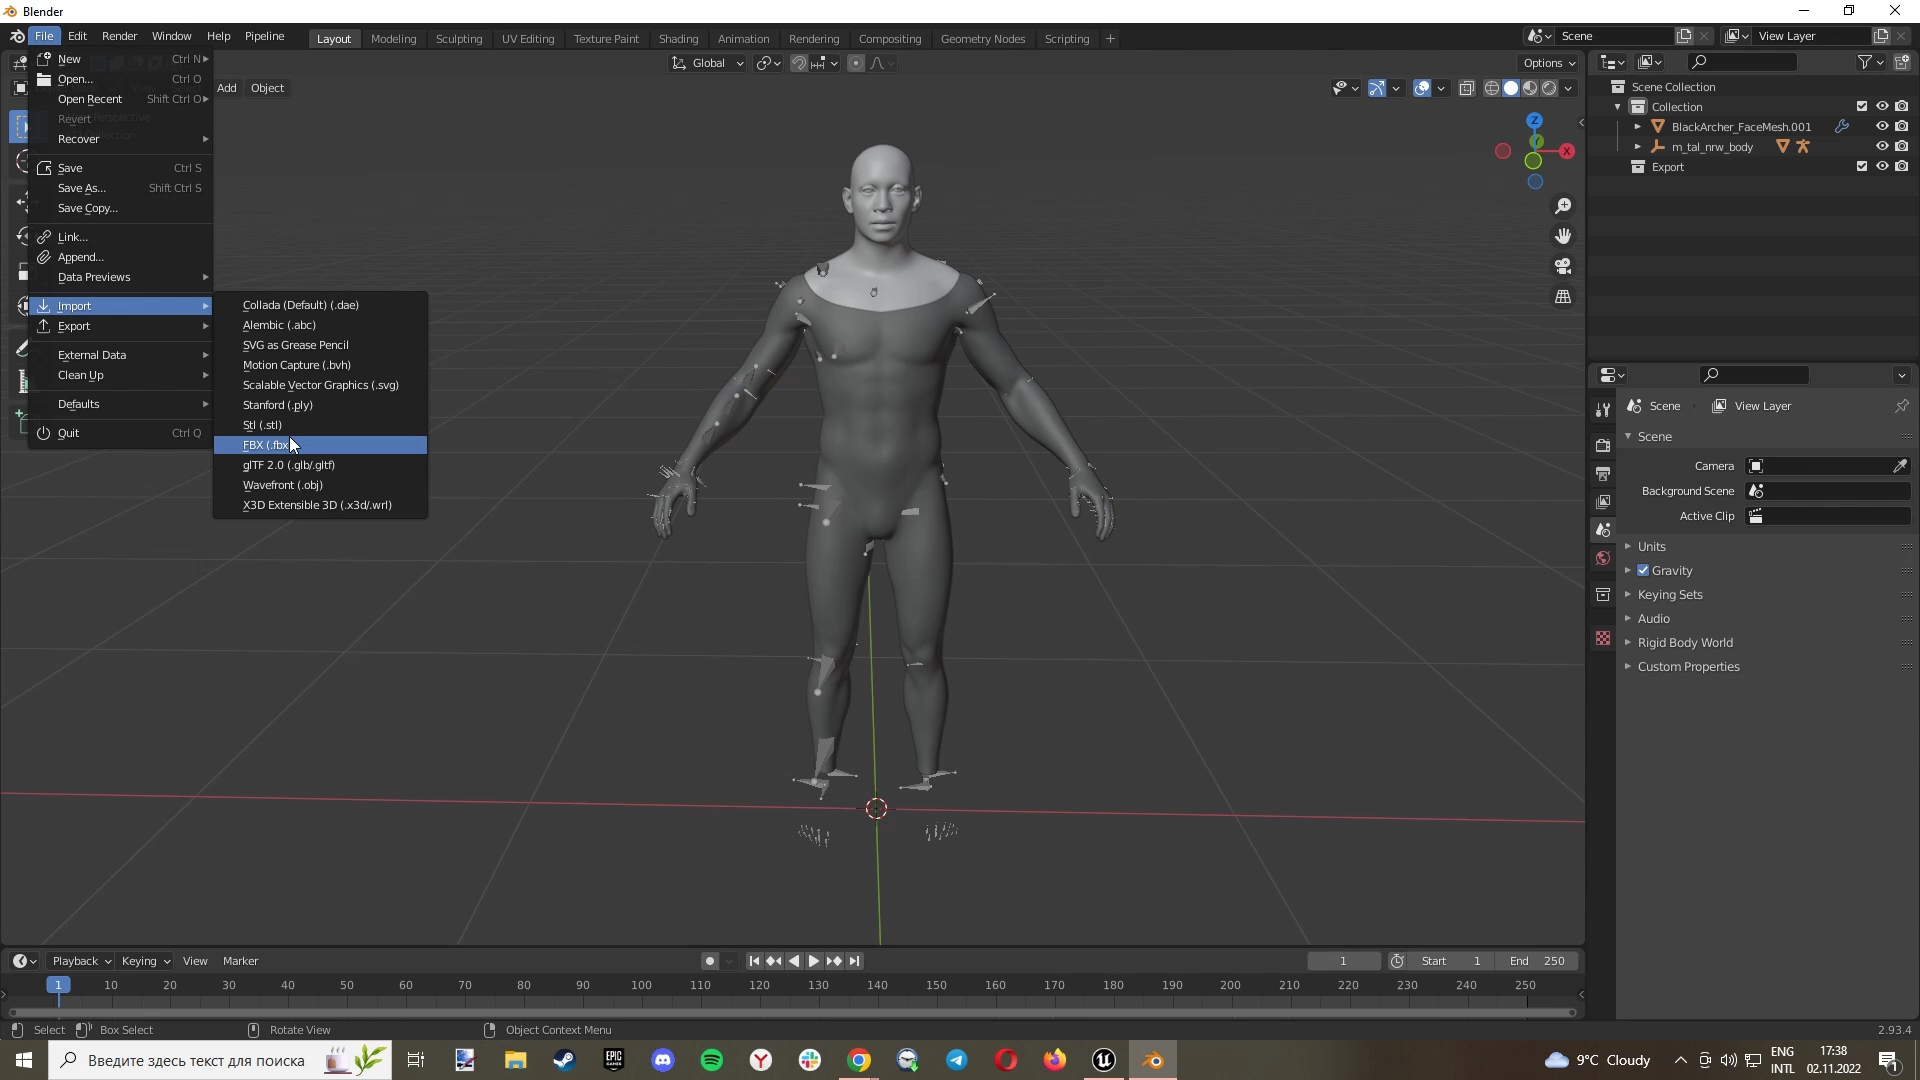 Blender
File Edit Render Window Help Pipeline
Layout Modeling Sculpting UV Editing Texture Paint Shading Animation Rendering Compositing Geometry Nodes Scripting
Scene
View Layer
New Ctrl N
Open... Ctrl O
Open Recent Shift Ctrl O
Revert
Recover
Save Ctrl S
Save As... Shift Ctrl S
Save Copy...
Link...
Append...
Data Previews
Import
Export
External Data
Clean Up
Defaults
Quit Ctrl Q
Collada (Default) (.dae)
Alembic (.abc)
SVG as Grease Pencil
Motion Capture (.bvh)
Scalable Vector Graphics (.svg)
Stanford (.ply)
Stl (.stl)
FBX (.fbx
glTF 2.0 (.glb/.gltf)
Wavefront (.obj)
X3D Extensible 3D (.x3d/.wrl)
Add Object
Global
Options
Z
X
Scene Collection
Collection
BlackArcher_FaceMesh.001
m_tal_nrw_body
Export
Scene View Layer
Scene
Camera
Background Scene
Active Clip
Units
Gravity
Keying Sets
Audio
Rigid Body World
Custom Properties
Playback Keying View Marker
1
Start 1
End 250
1 10 20 30 40 50 60 70 80 90 100 110 120 130 140 150 160 170 180 190 200 210 220 230 240 250
Select Box Select Rotate View Object Context Menu
2.93.4
Введите здесь текст для поиска
EPIC GAMES
9°C Cloudy
ENG
INTL
17:38
02.11.2022
1